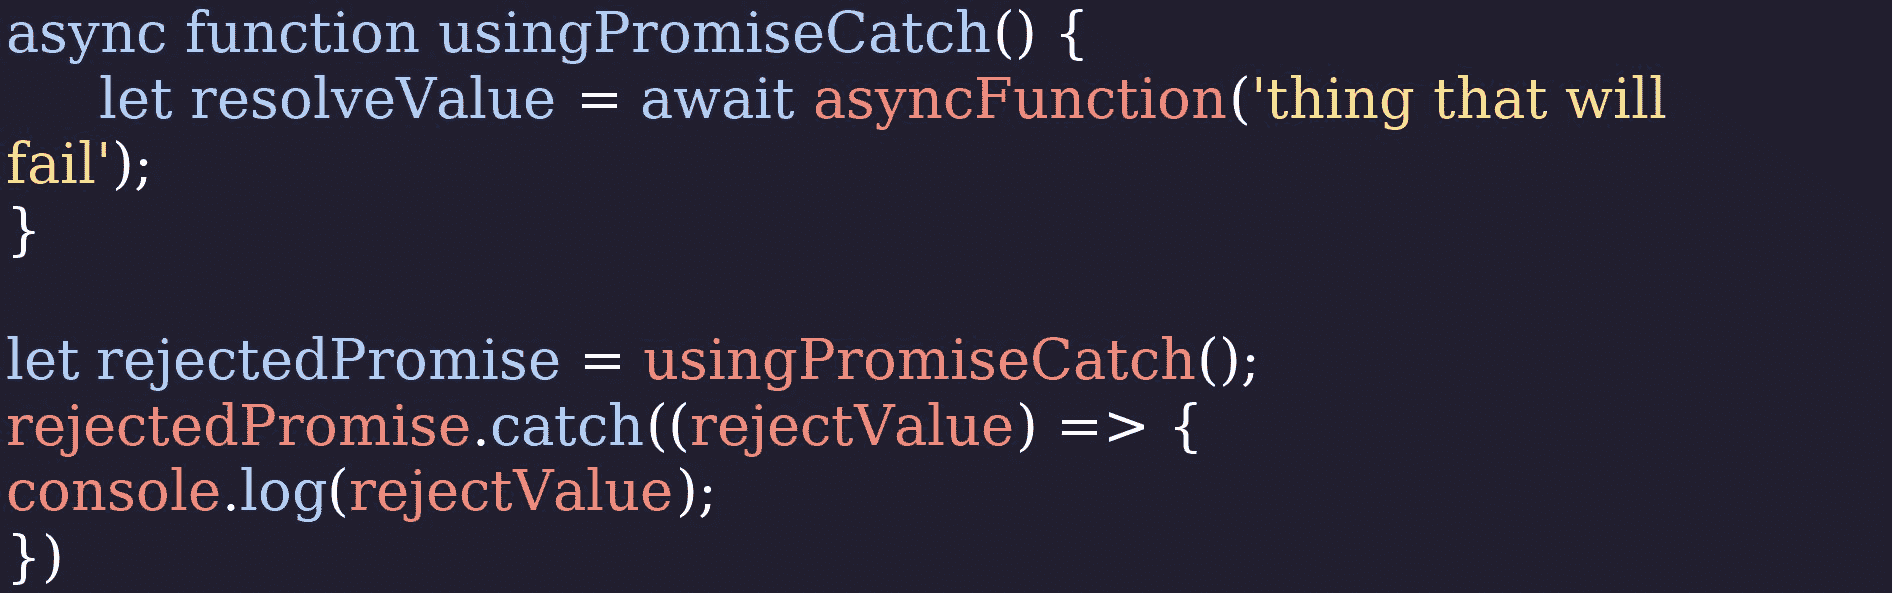 async function usingPromiseCatch() {
    let resolveValue = await asyncFunction('thing that will
fail');
}

let rejectedPromise = usingPromiseCatch();
rejectedPromise.catch((rejectValue) => {
console.log(rejectValue);
})